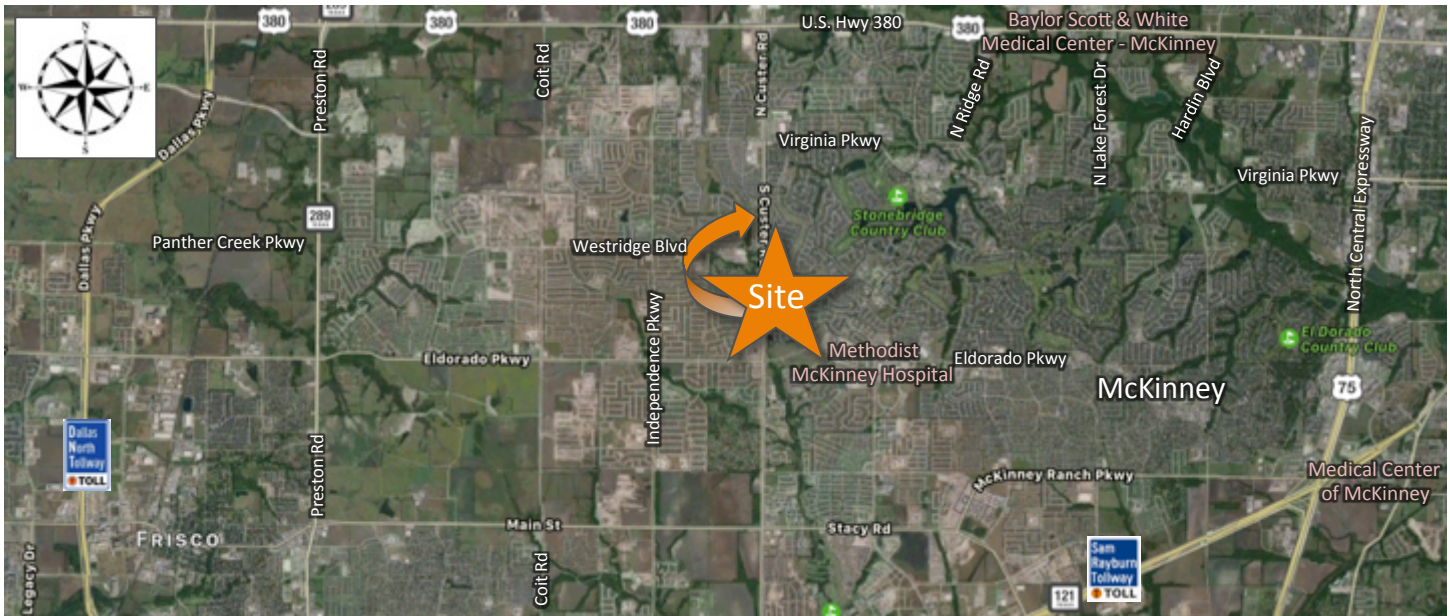 380
380
380
U.S. Hwy 380
380
Baylor Scott & White
Medical Center - McKinney
N
W
E
S
Dallas Pkwy
Preston Rd
Coit Rd
N Custer Rd
Virginia Pkwy
N Ridge Rd
N Lake Forest Dr
Hardin Blvd
Virginia Pkwy
North Central Expressway
Dallas Pkwy
289
TEXAS
Panther Creek Pkwy
Westridge Blvd
S Custer
Stonebridge
Country Club
Site
Independence Pkwy
Eldorado Pkwy
Methodist
McKinney Hospital
Eldorado Pkwy
El Dorado
Country Club
McKinney
75
Dallas
North
Tollway
TOLL
Preston Rd
McKinney Ranch Pkwy
Medical Center
of McKinney
Main St
Stacy Rd
FRISCO
Legacy Dr
Coit Rd
Sam
Rayburn
Tollway
TOLL
121
TEXAS